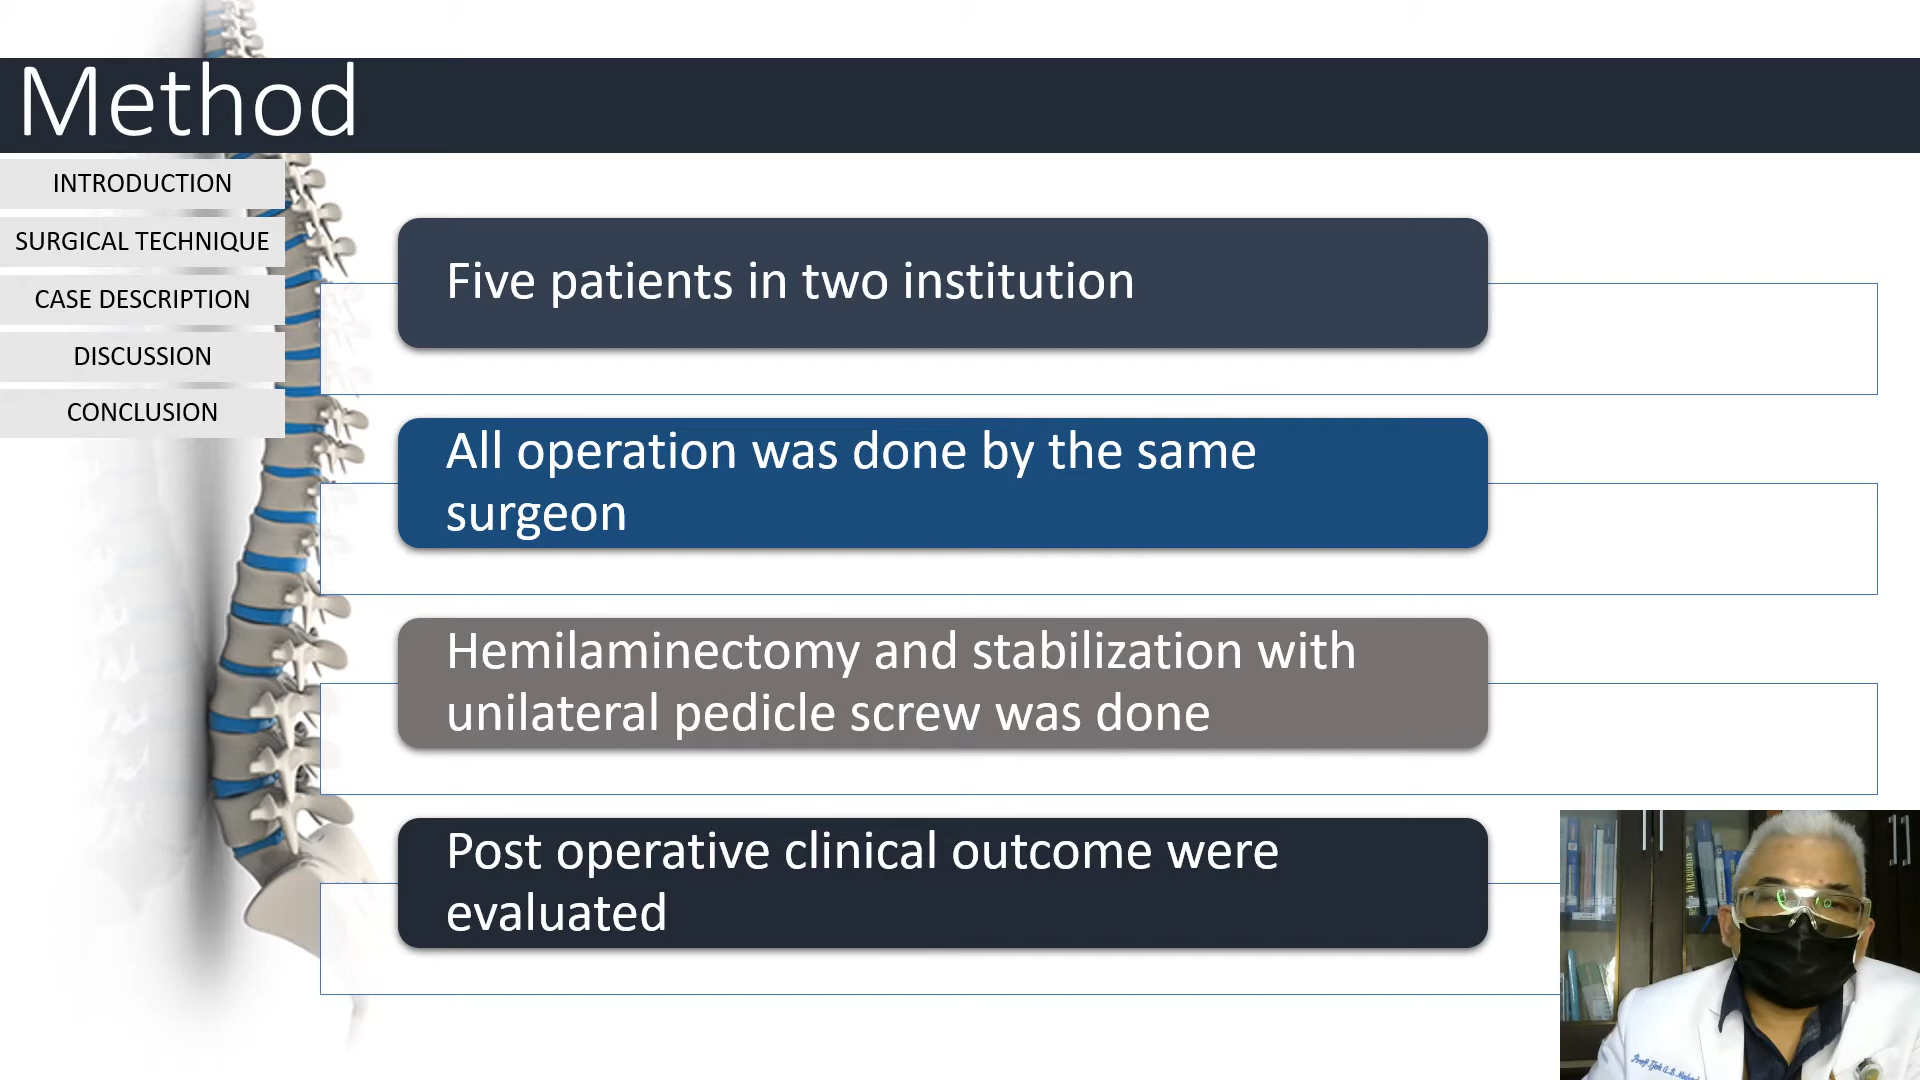 Method
INTRODUCTION
SURGICAL TECHNIQUE
CASE DESCRIPTION
DISCUSSION
CONCLUSION
Five patients in two institution
All operation was done by the same
surgeon
Hemilaminectomy and stabilization with
unilateral pedicle screw was done
Post operative clinical outcome were
evaluated